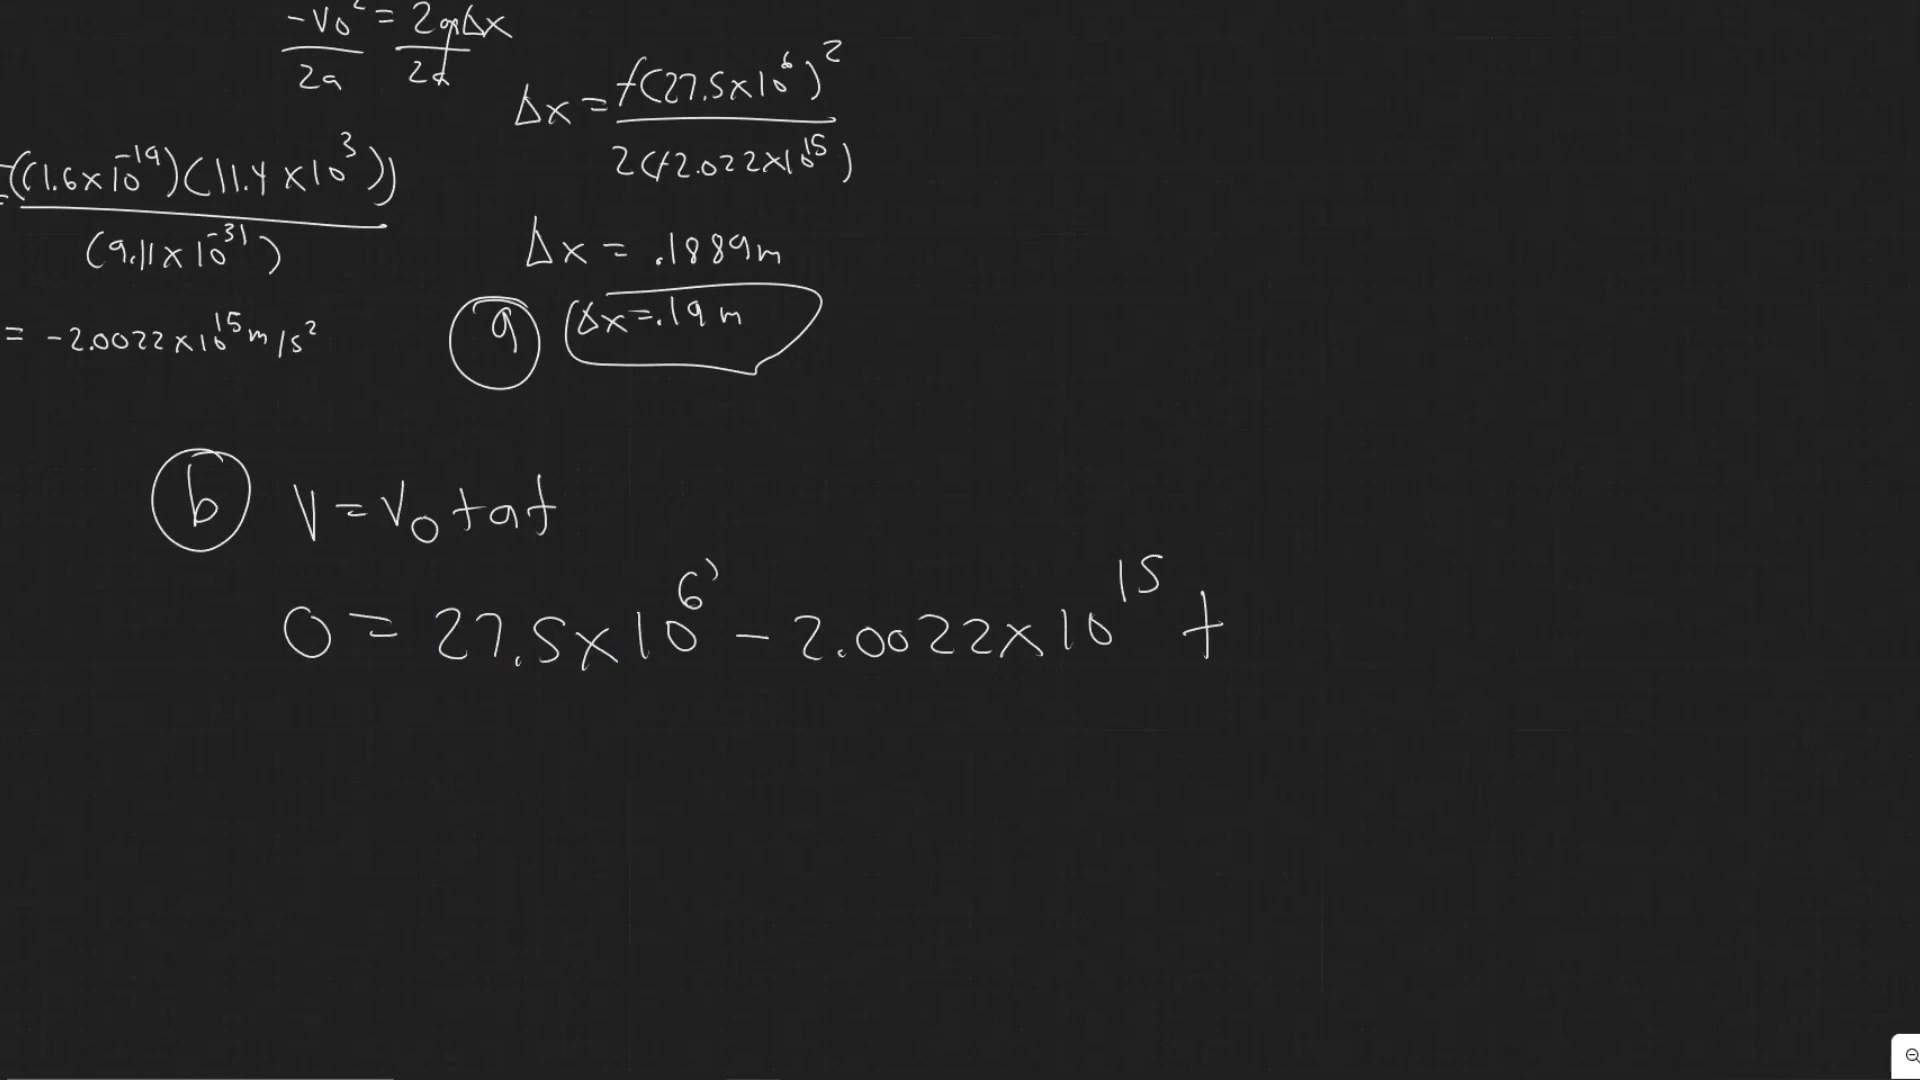 -v₀² = 2aΔx
2a 2a
Δx = +(27.5x10⁶)²
2(+2.022x10¹⁵)
-((1.6x10⁻¹⁹)(11.4x10³))
(9.11x10⁻³¹)
Δx = .1889m
= -2.0022x10¹⁵m/s²
a Δx=.19m
b V=V₀+at
0 = 27.5x10⁶ - 2.0022x10¹⁵ t